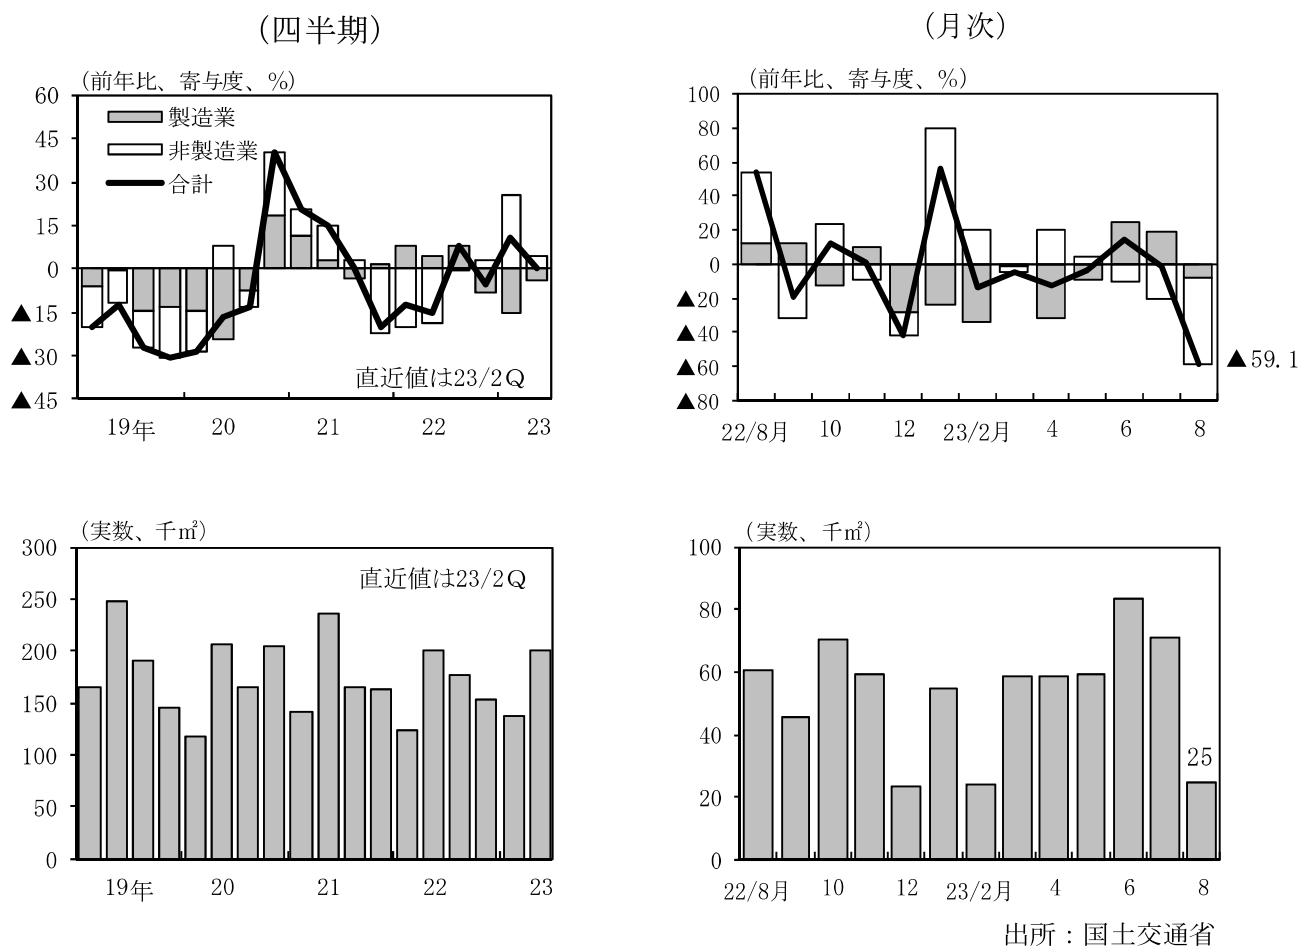 (四半期)
(前年比、寄与度、%)
60
45
30
15
0
▲15
▲30
▲45
製造業
非製造業
合計
直近値は23/2Q
19年 20 21 22 23
(月次)
(前年比、寄与度、%)
100
80
60
40
20
0
▲20
▲40
▲60
▲80
▲59.1
22/8月 10 12 23/2月 4 6 8
(実数、千㎡)
300
250
200
150
100
50
0
直近値は23/2Q
19年 20 21 22 23
(実数、千㎡)
100
80
60
40
20
0
25
22/8月 10 12 23/2月 4 6 8
出所：国土交通省